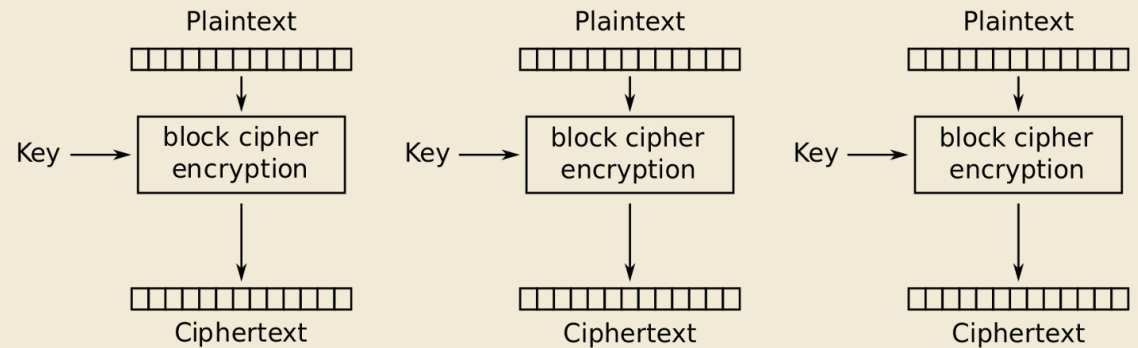 Plaintext
Plaintext
Plaintext
Key
block cipher
encryption
Key
block cipher
encryption
Key
block cipher
encryption
Ciphertext
Ciphertext
Ciphertext